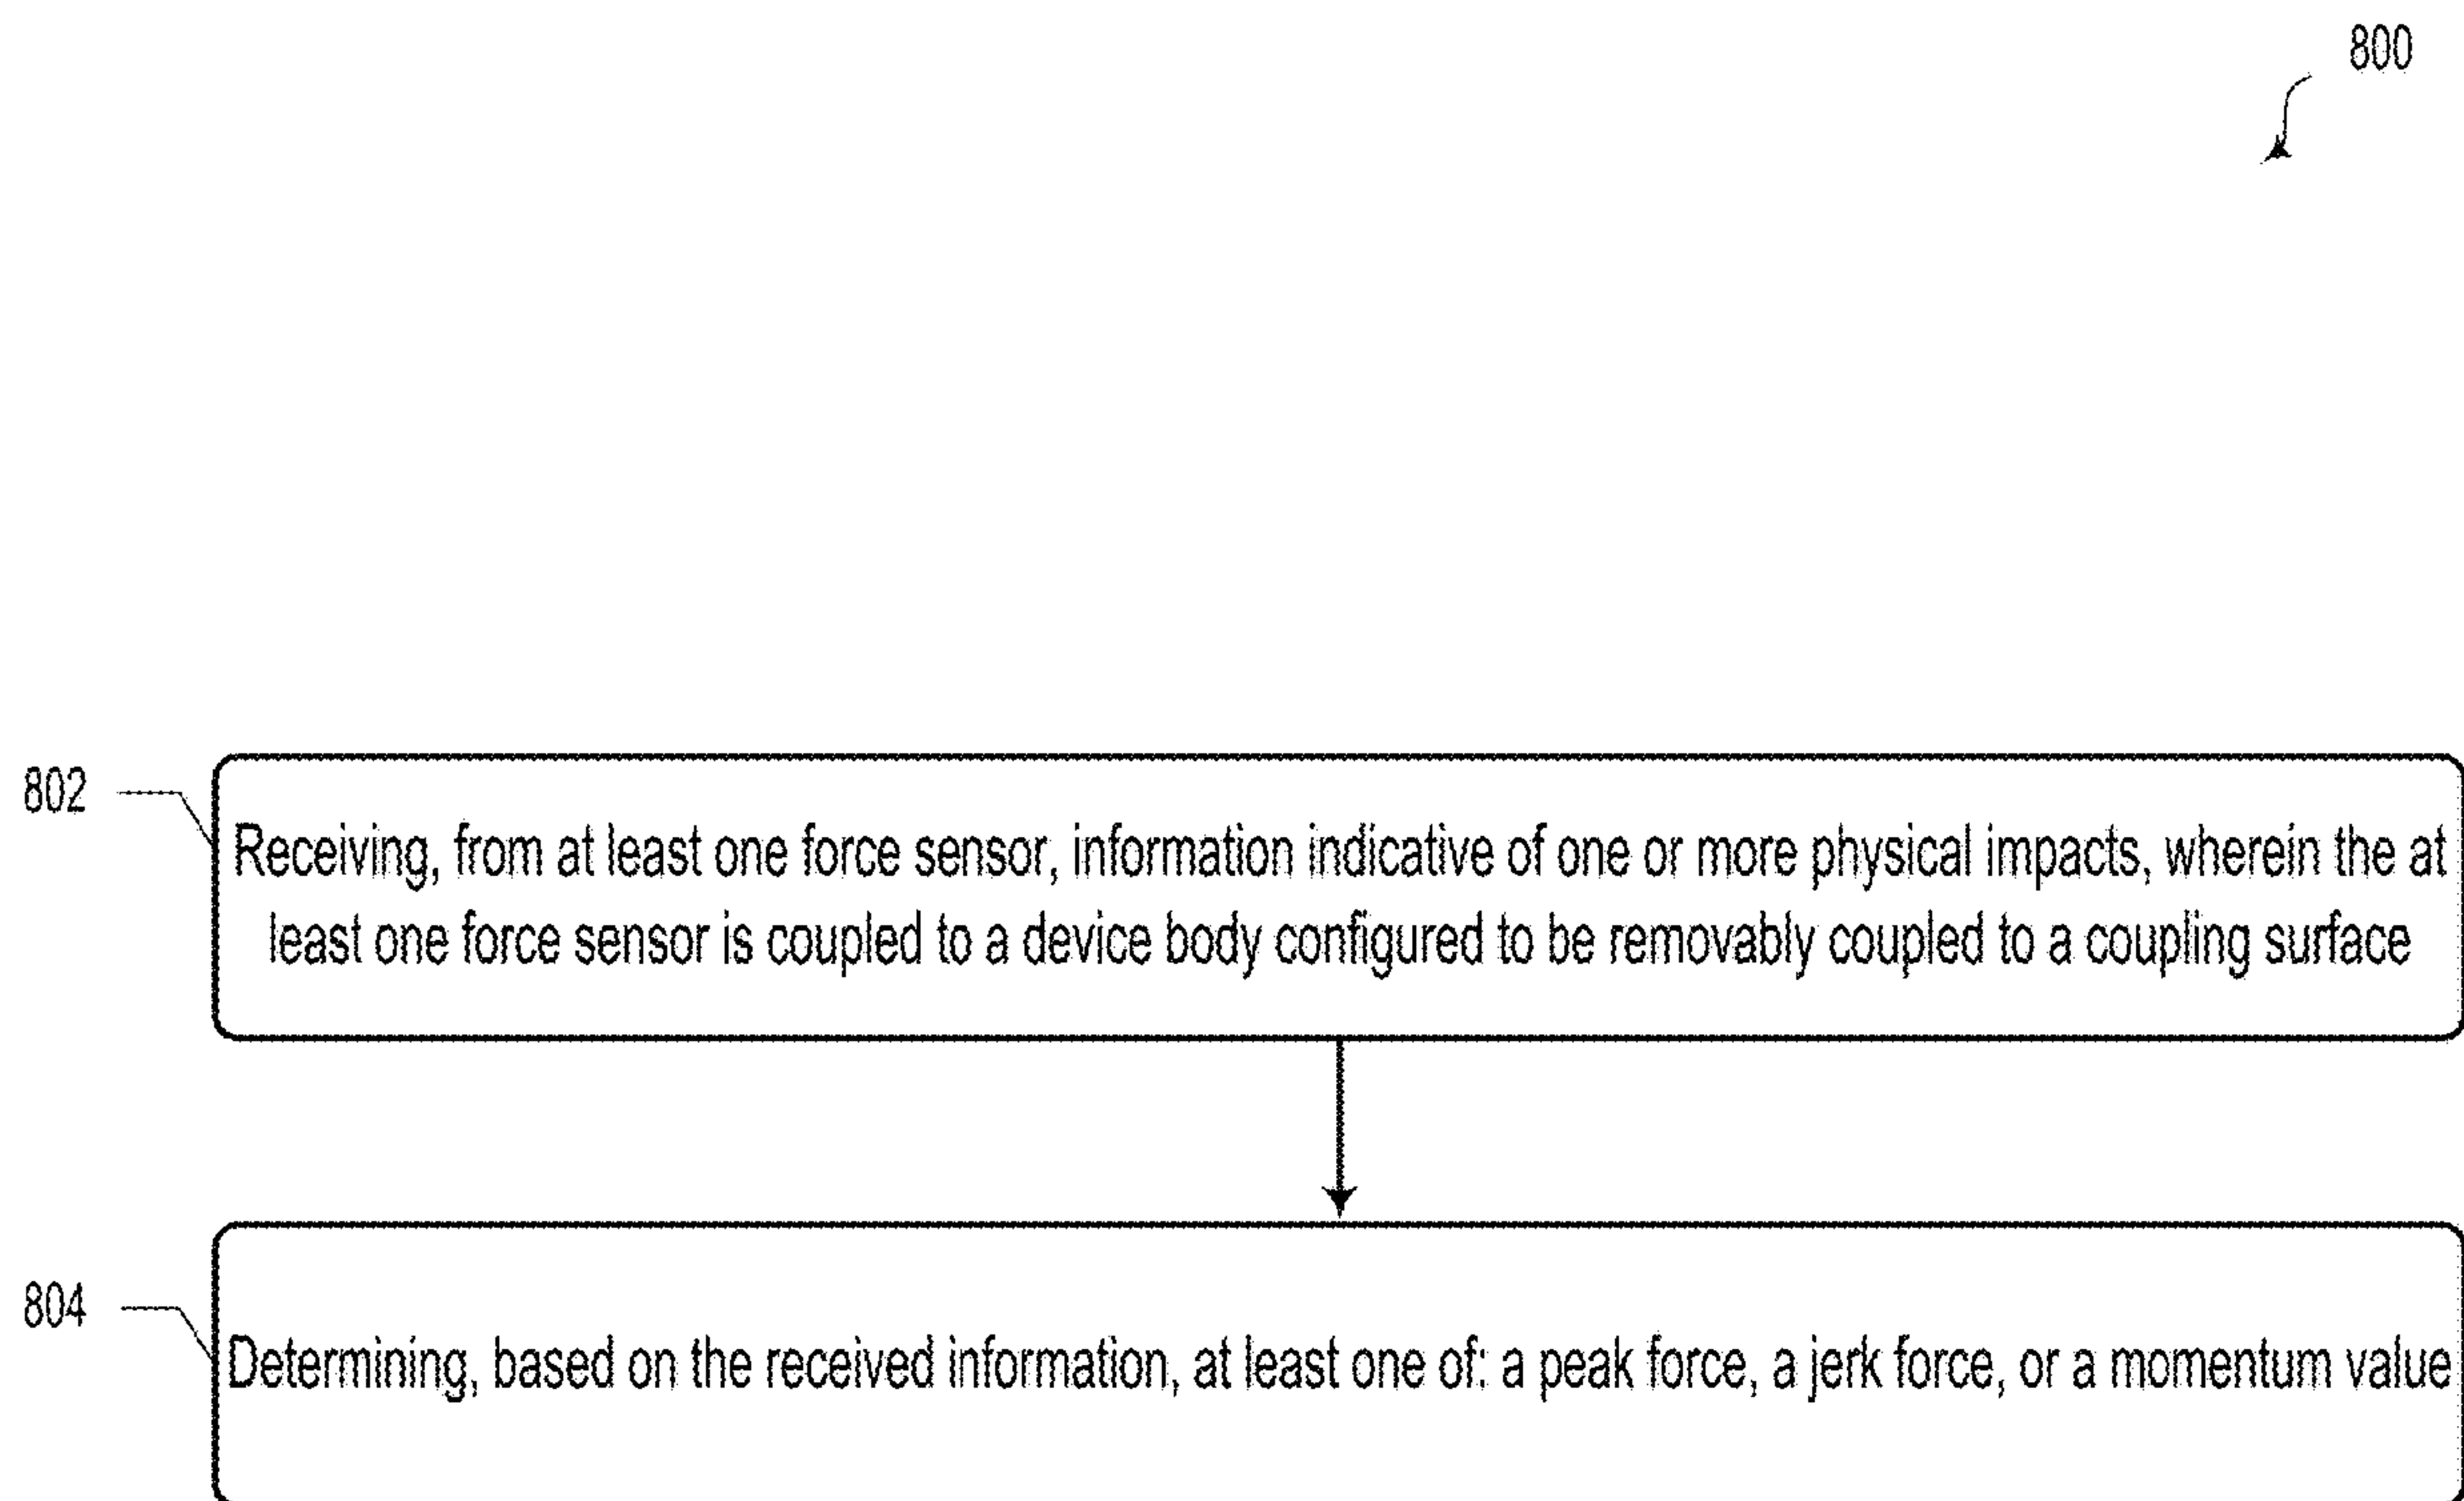 800
802
Receiving, from at least one force sensor, information indicative of one or more physical impacts, wherein the at
least one force sensor is coupled to a device body configured to be removably coupled to a coupling surface
804
Determining, based on the received information, at least one of: a peak force, a jerk force, or a momentum value